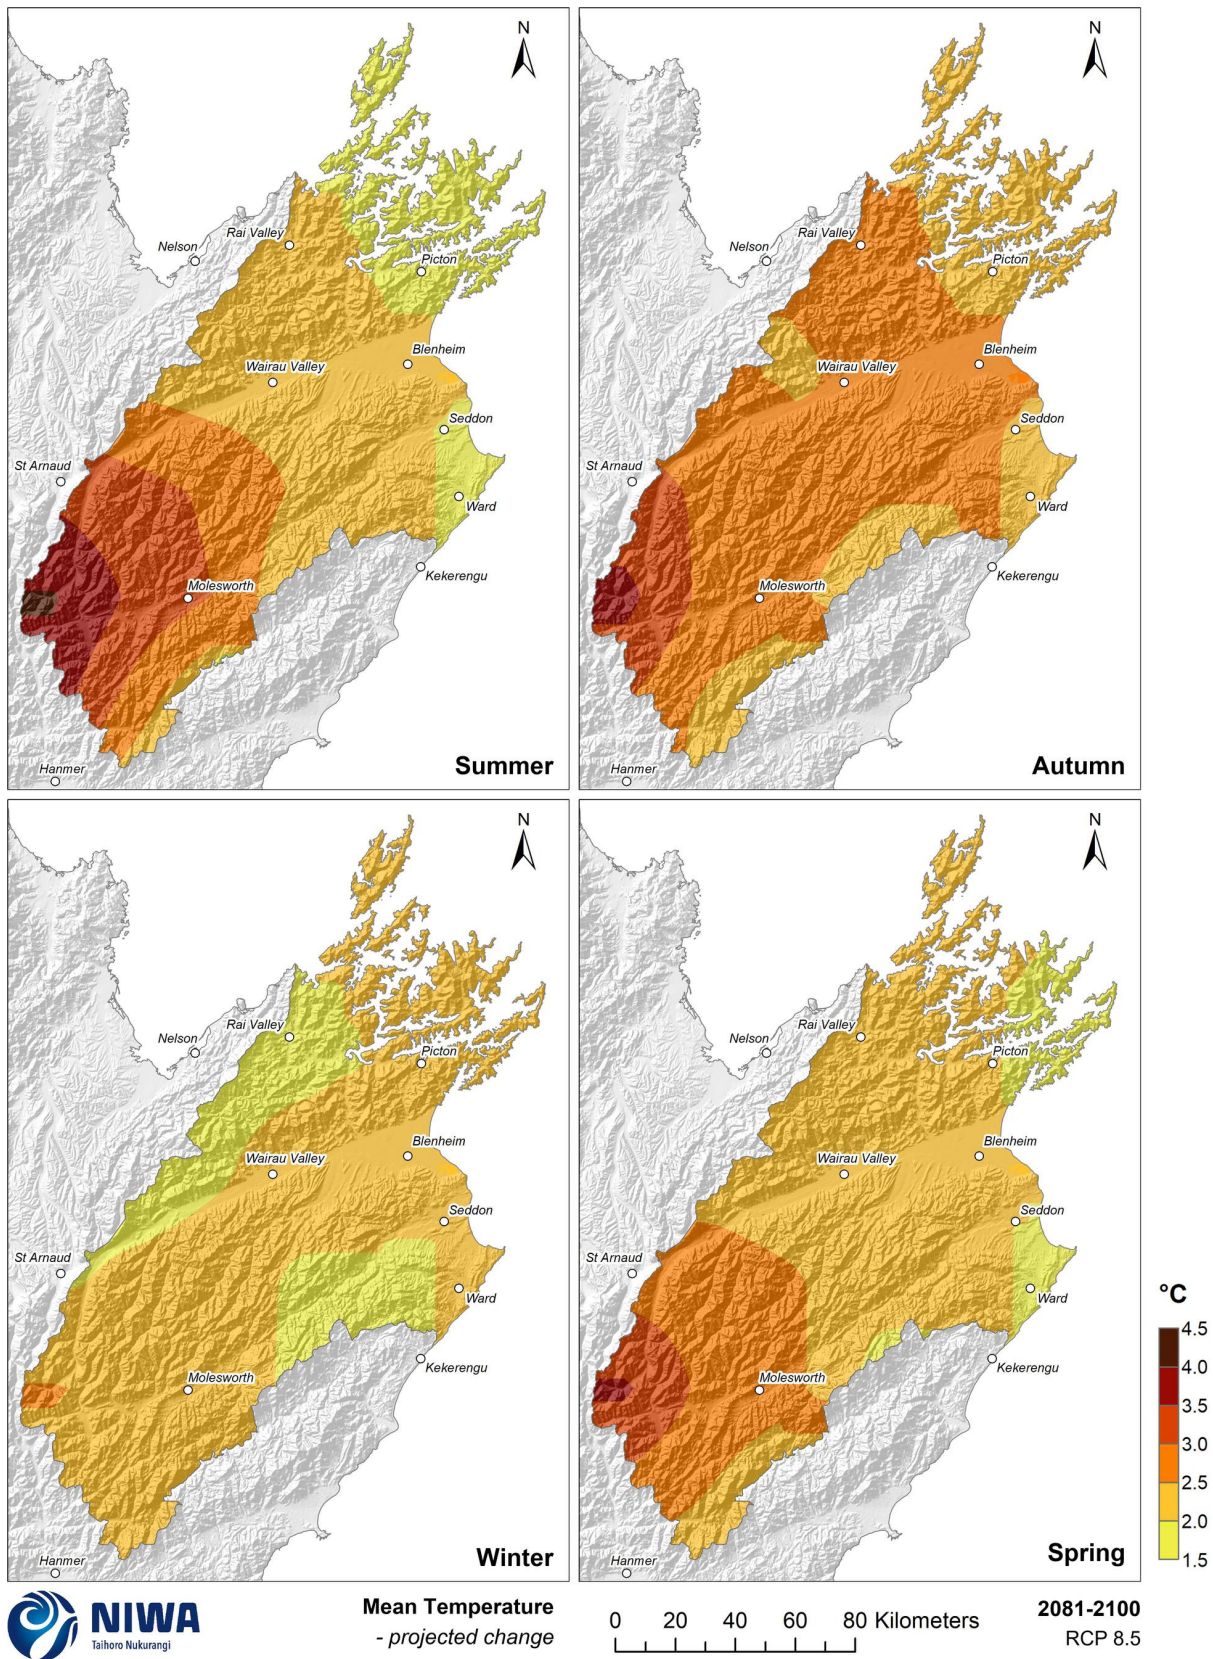 N
Nelson
Rai Valley
Picton
Blenheim
Wairau Valley
Seddon
St Arnaud
Ward
Kekerengu
Molesworth
Hanmer
Summer
N
Nelson
Rai Valley
Picton
Blenheim
Wairau Valley
Seddon
St Arnaud
Ward
Kekerengu
Molesworth
Hanmer
Autumn
N
Nelson
Rai Valley
Picton
Blenheim
Wairau Valley
Seddon
St Arnaud
Ward
Kekerengu
Molesworth
Hanmer
Winter
N
Nelson
Rai Valley
Picton
Blenheim
Wairau Valley
Seddon
St Arnaud
Ward
Kekerengu
Molesworth
Hanmer
Spring
°C
4.5
4.0
3.5
3.0
2.5
2.0
1.5
NIWA
Taihoro Nukurangi
Mean Temperature
- projected change
0 20 40 60 80 Kilometers
2081-2100
RCP 8.5